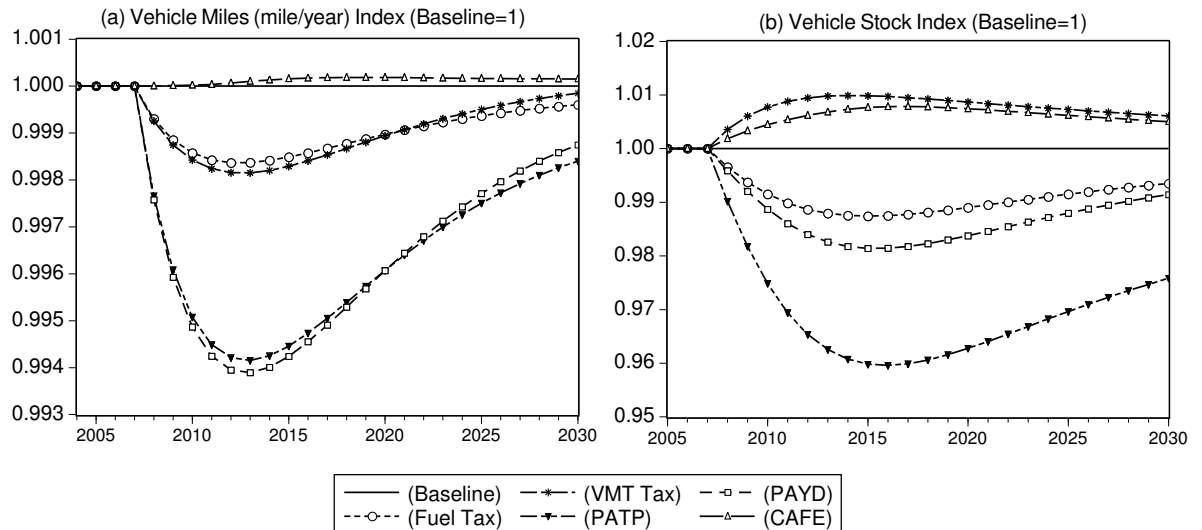 (a) Vehicle Miles (mile/year) Index (Baseline=1)
1.001
1.000
0.999
0.998
0.997
0.996
0.995
0.994
0.993
2005 2010 2015 2020 2025 2030
(b) Vehicle Stock Index (Baseline=1)
1.02
1.01
1.00
0.99
0.98
0.97
0.96
0.95
2005 2010 2015 2020 2025 2030
(Baseline) (VMT Tax) (PAYD)
(Fuel Tax) (PATP) (CAFE)